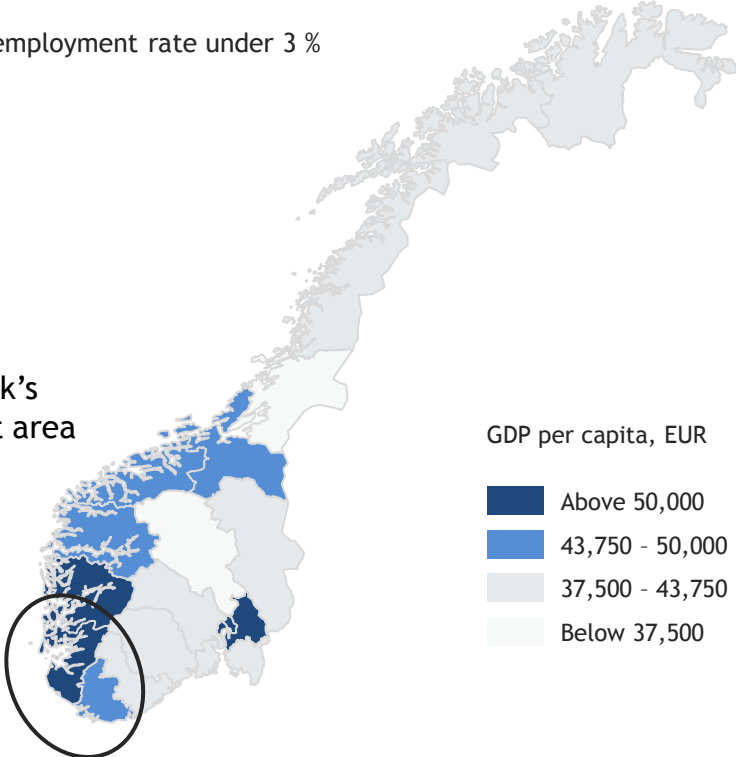 employment rate under 3 %
k’s
t area
GDP per capita, EUR
Above 50,000
43,750 – 50,000
37,500 – 43,750
Below 37,500